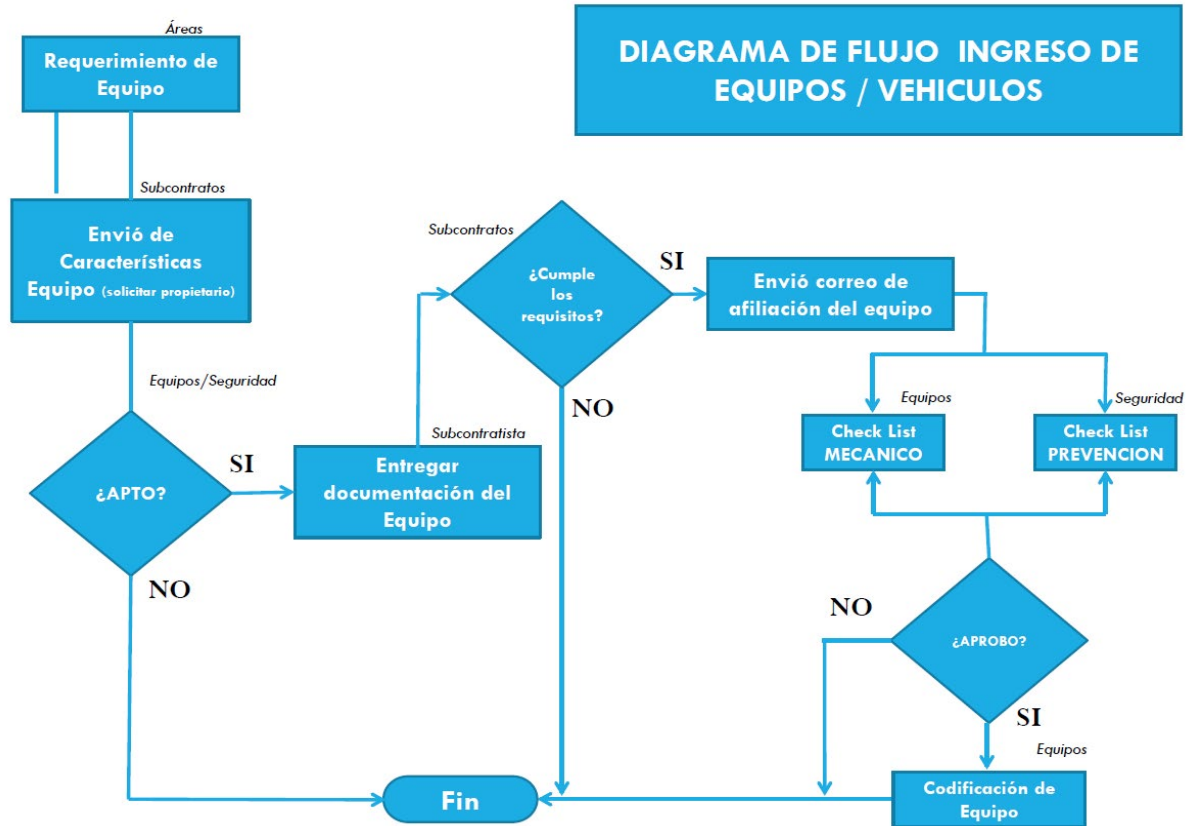 DIAGRAMA DE FLUJO INGRESO DE
EQUIPOS / VEHICULOS
Áreas
Requerimiento de
Equipo
Subcontratos
Envió de
Características
Equipo (solicitar propietario)
Equipos/Seguridad
¿APTO?
SI
NO
Subcontratista
Entregar
documentación del
Equipo
Subcontratos
¿Cumple
los
requisitos?
SI
NO
Envió correo de
afiliación del equipo
Equipos
Check List
MECANICO
Seguridad
Check List
PREVENCION
¿APROBO?
NO
SI
Equipos
Codificación de
Equipo
Fin